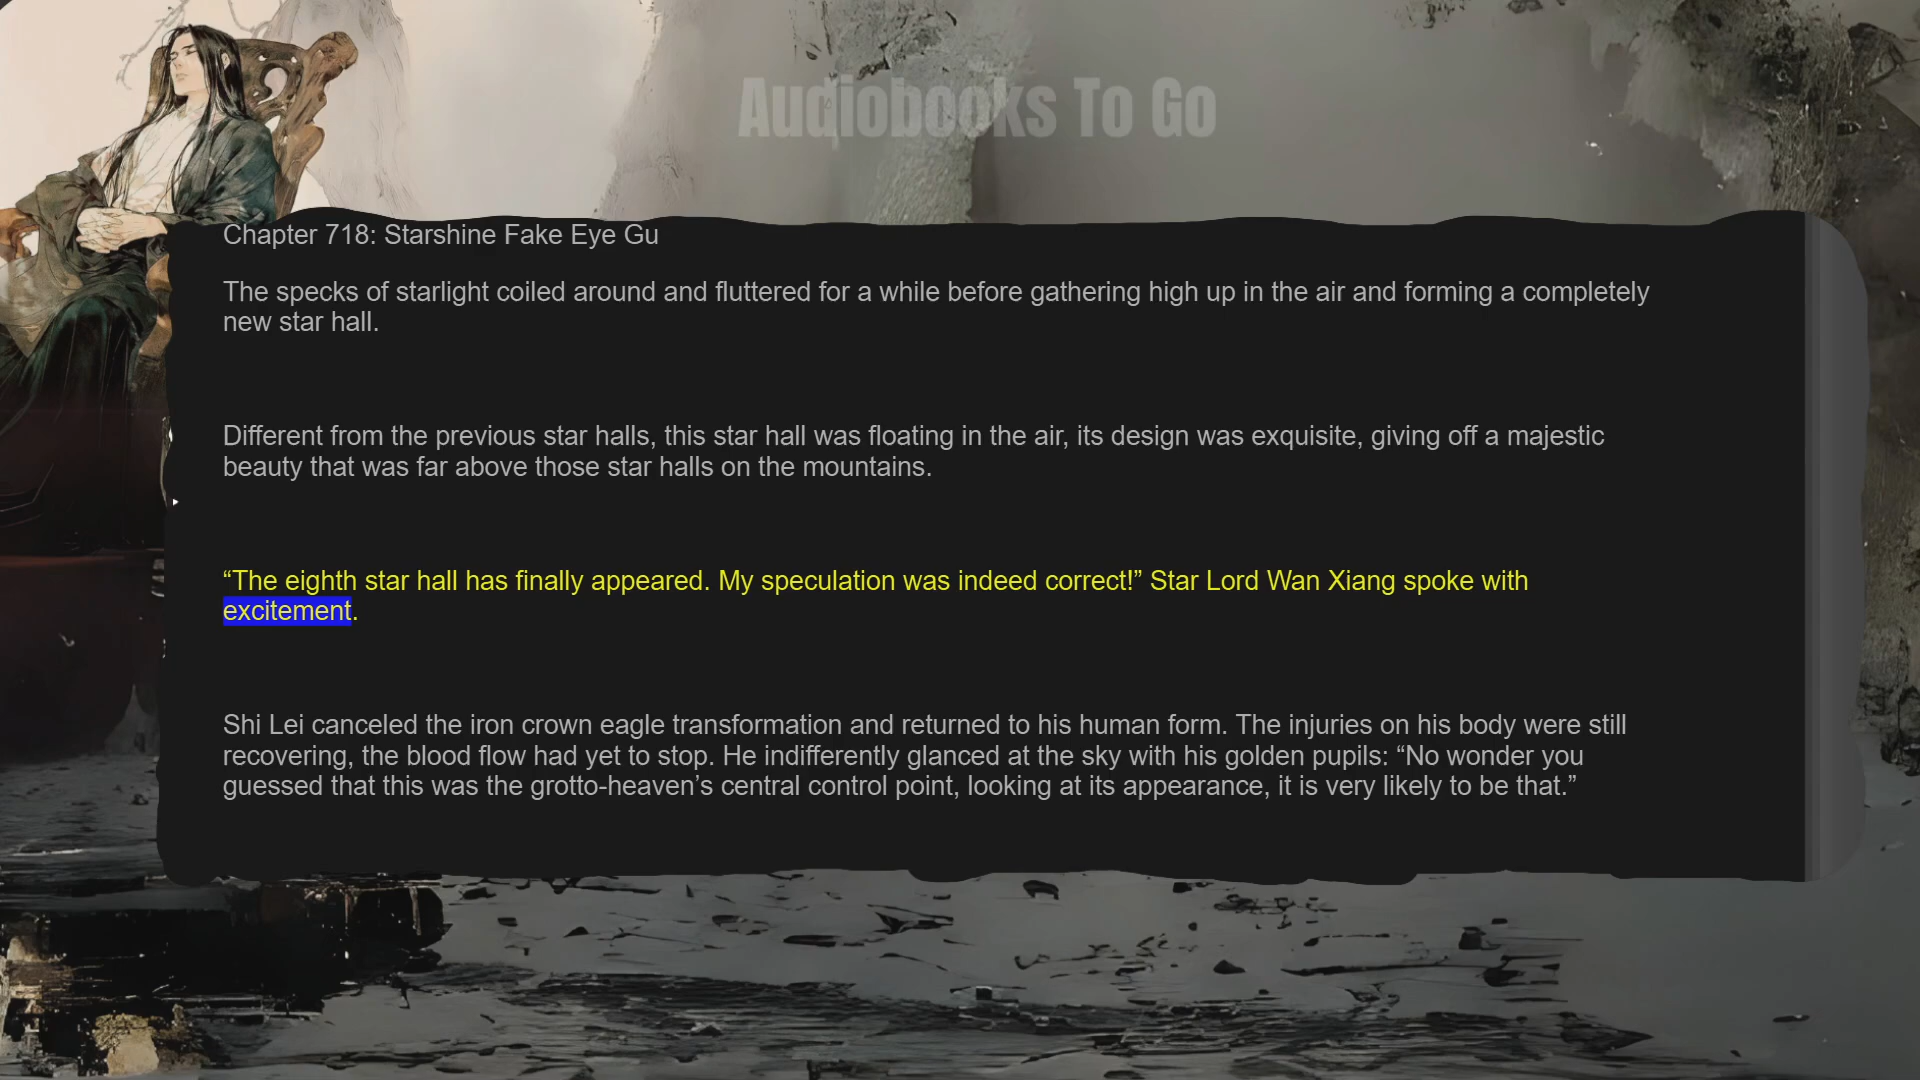 Audiobooks To Go
Chapter 718: Starshine Fake Eye Gu
The specks of starlight coiled around and fluttered for a while before gathering high up in the air and forming a completely
new star hall.
Different from the previous star halls, this star hall was floating in the air, its design was exquisite, giving off a majestic
beauty that was far above those star halls on the mountains.
“The eighth star hall has finally appeared. My speculation was indeed correct!” Star Lord Wan Xiang spoke with
excitement.
Shi Lei canceled the iron crown eagle transformation and returned to his human form. The injuries on his body were still
recovering, the blood flow had yet to stop. He indifferently glanced at the sky with his golden pupils: “No wonder you
guessed that this was the grotto-heaven’s central control point, looking at its appearance, it is very likely to be that.”